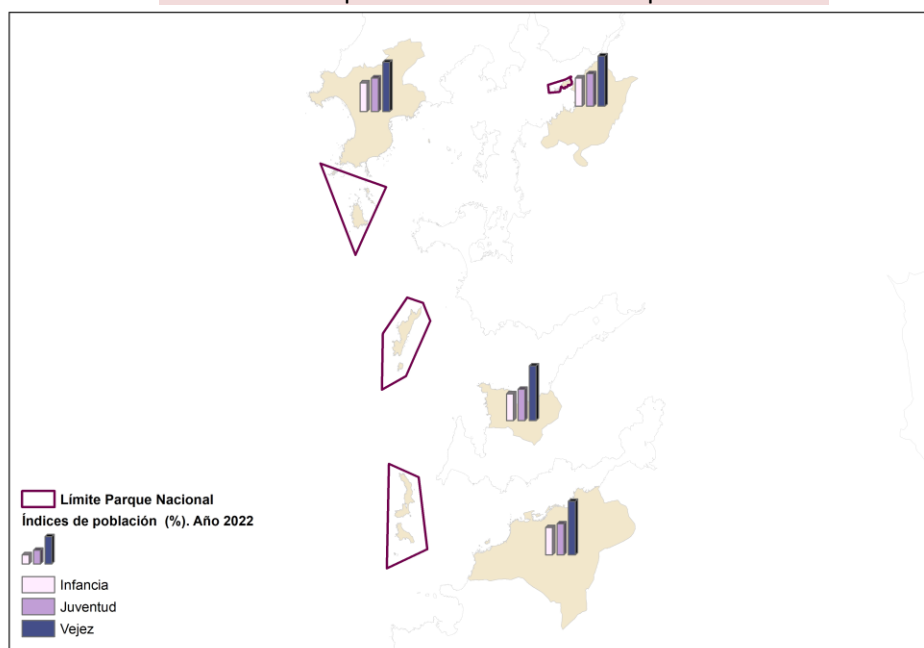 Límite Parque Nacional
Índices de población (%). Año 2022
Infancia
Juventud
Vejez